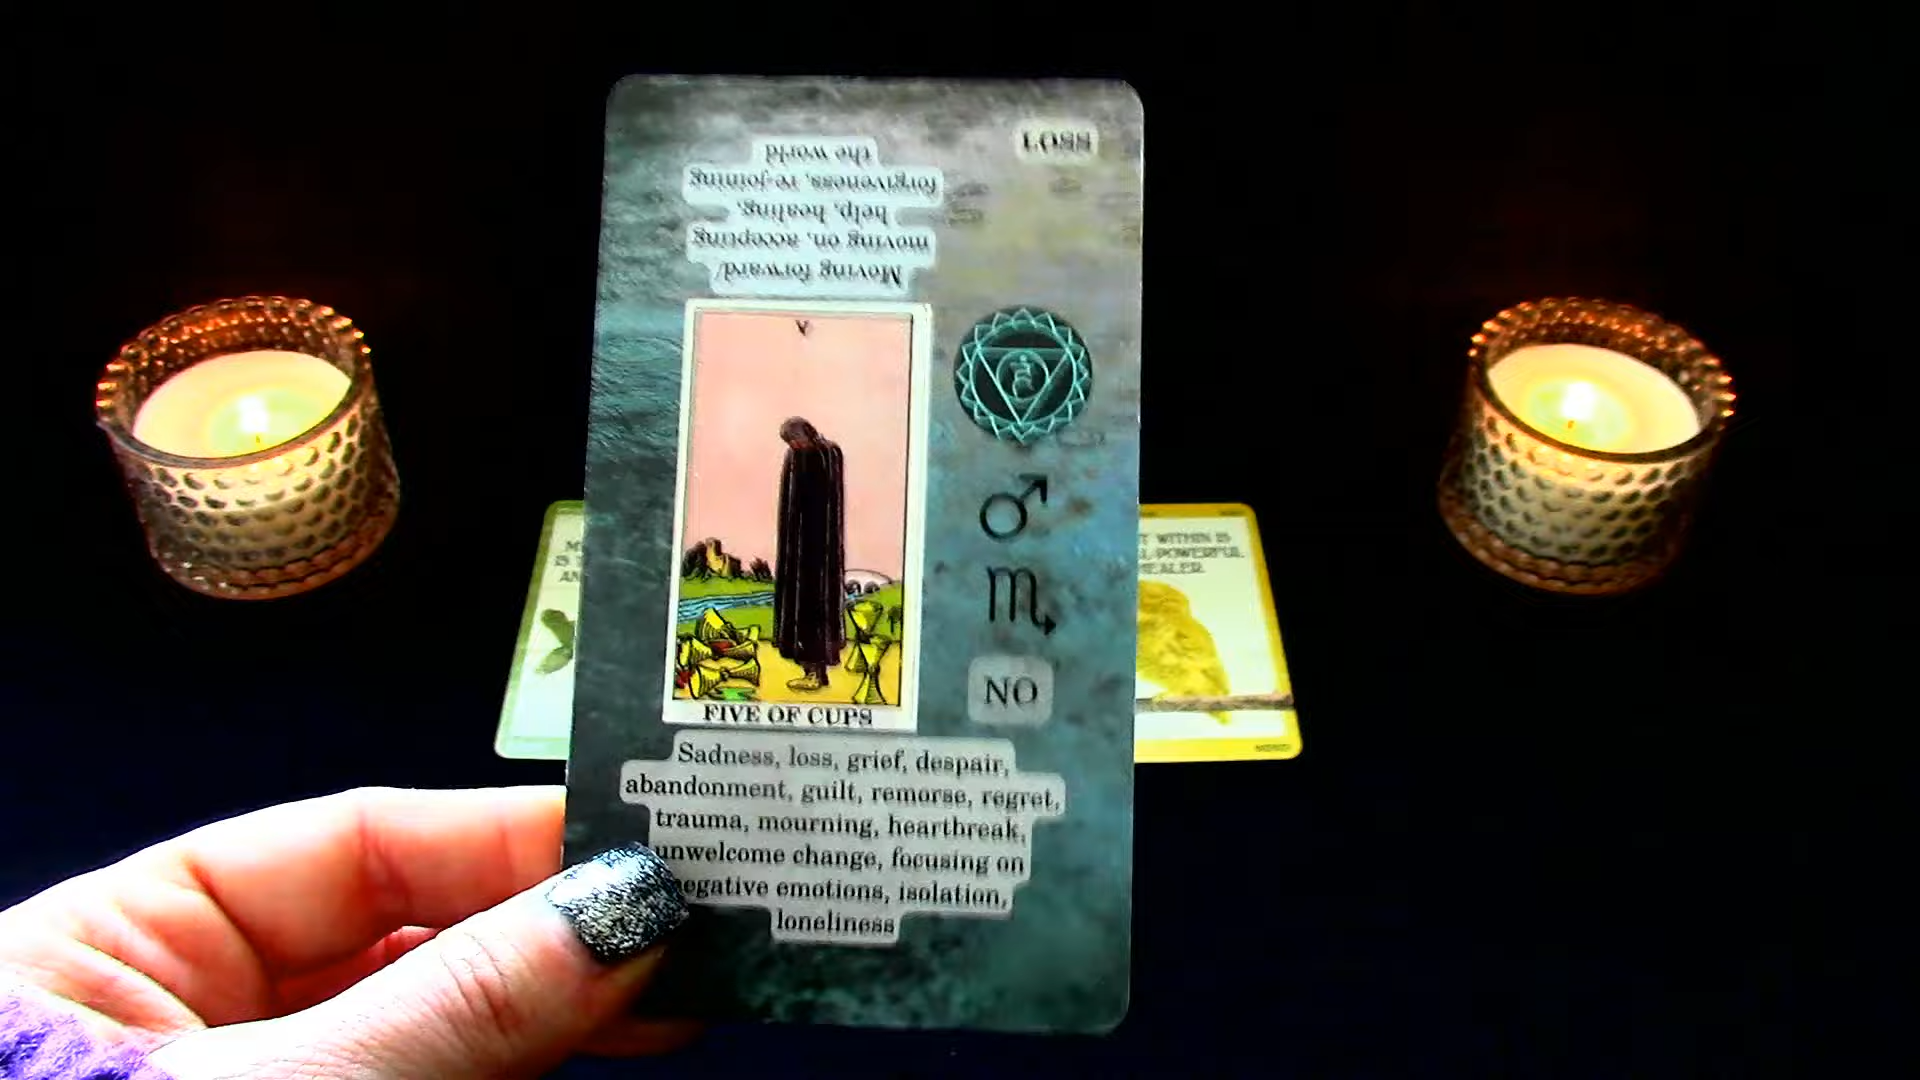 LOSS
Moving forward/
moving on, accepting
help, healing,
forgiveness, re-joining
the world
V
FIVE OF CUPS
NO
Sadness, loss, grief, despair,
abandonment, guilt, remorse, regret,
trauma, mourning, heartbreak,
unwelcome change, focusing on
negative emotions, isolation,
loneliness
IS
AN
T WITHIN IS
POWERFUL
HEALER.